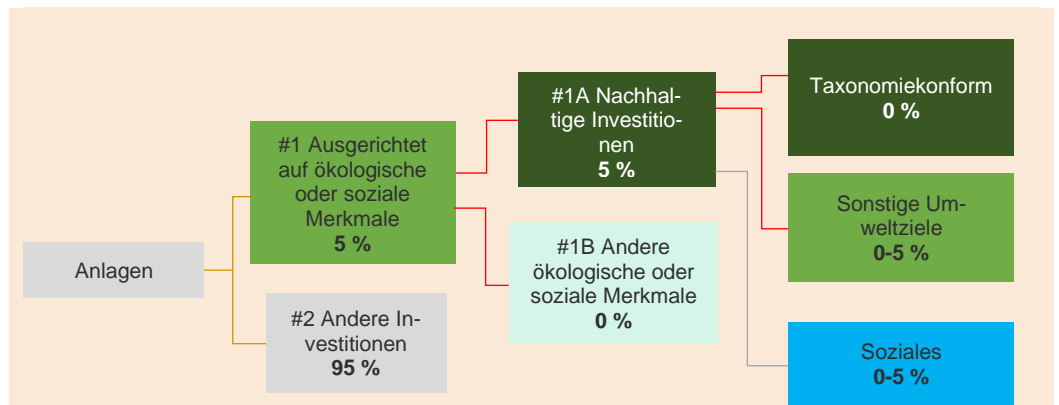 Anlagen
#1 Ausgerichtet
auf ökologische
oder soziale
Merkmale
5 %
#2 Andere In-
vestitionen
95 %
#1A Nachhal-
tige Investitio-
nen
5 %
#1B Andere
ökologische oder
soziale Merkmale
0 %
Taxonomiekonform
0 %
Sonstige Um-
weltziele
0-5 %
Soziales
0-5 %